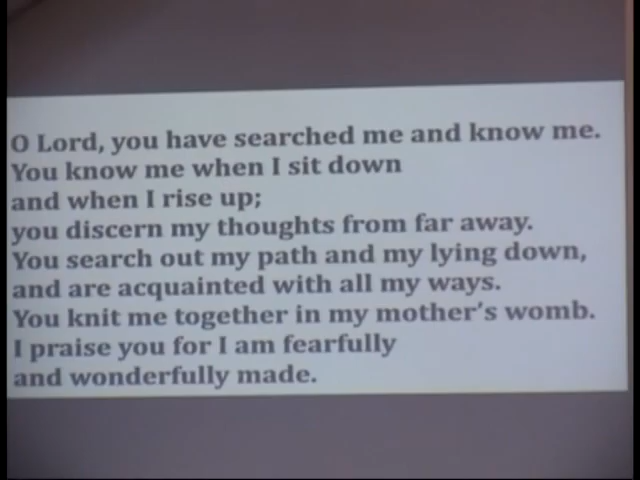 O Lord, you have searched me and know me.
You know me when I sit down
and when I rise up;
you discern my thoughts from far away.
You search out my path and my lying down,
and are acquainted with all my ways.
You knit me together in my mother's womb.
I praise you for I am fearfully
and wonderfully made.